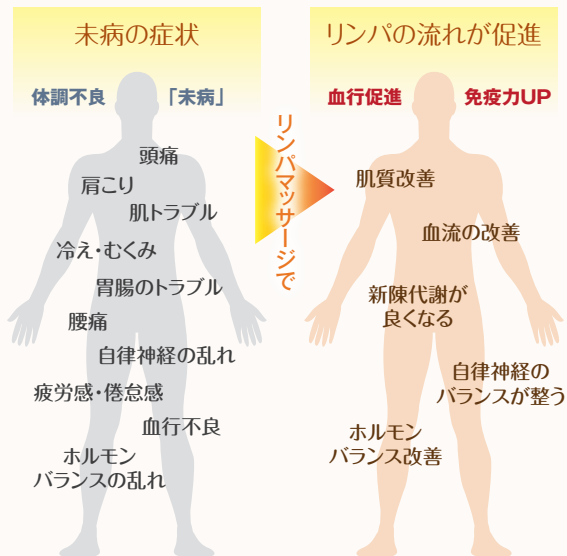 未病の症状
体調不良
「未病」
頭痛
肩こり
肌トラブル
冷え・むくみ
胃腸のトラブル
腰痛
自律神経の乱れ
疲労感・倦怠感
血行不良
ホルモン
バランスの乱れ
リンパマッサージで
リンパの流れが促進
血行促進
免疫力UP
肌質改善
血流の改善
新陳代謝が
良くなる
自律神経の
バランスが整う
ホルモン
バランス改善